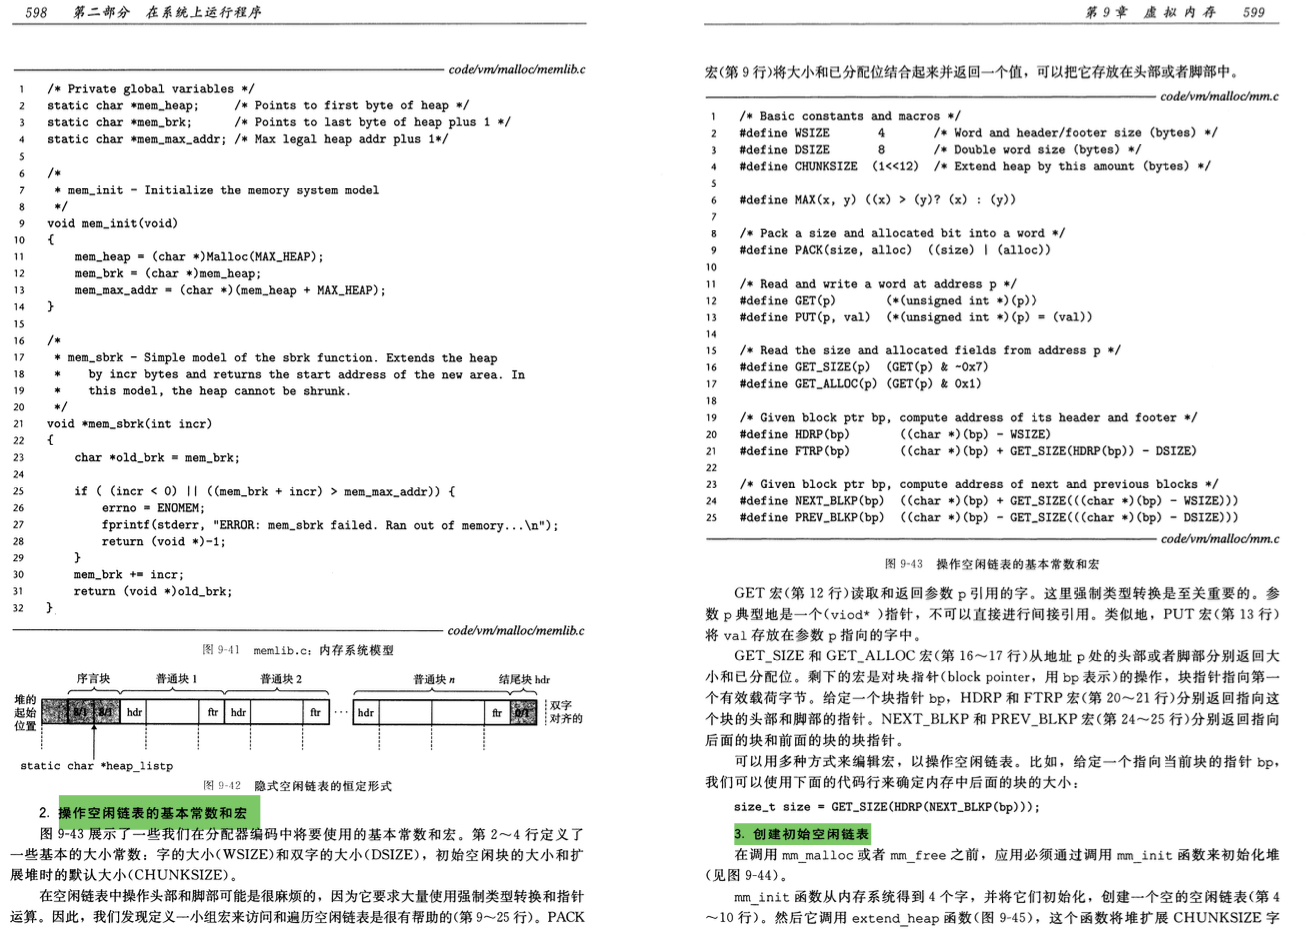 598 第二部分 在系统上运行程序
code/vm/malloc/memlib.c
1 /* Private global variables */
2 static char *mem_heap; /* Points to first byte of heap */
3 static char *mem_brk; /* Points to last byte of heap plus 1 */
4 static char *mem_max_addr; /* Max legal heap addr plus 1*/
5
6 /*
7 * mem_init - Initialize the memory system model
8 */
9 void mem_init(void)
10 {
11 mem_heap = (char *)Malloc(MAX_HEAP);
12 mem_brk = (char *)mem_heap;
13 mem_max_addr = (char *)(mem_heap + MAX_HEAP);
14 }
15
16 /*
17 * mem_sbrk - Simple model of the sbrk function. Extends the heap
18 * by incr bytes and returns the start address of the new area. In
19 * this model, the heap cannot be shrunk.
20 */
21 void *mem_sbrk(int incr)
22 {
23 char *old_brk = mem_brk;
24
25 if ( (incr < 0) || ((mem_brk + incr) > mem_max_addr)) {
26 errno = ENOMEM;
27 fprintf(stderr, "ERROR: mem_sbrk failed. Ran out of memory...\n");
28 return (void *)-1;
29 }
30 mem_brk += incr;
31 return (void *)old_brk;
32 }
code/vm/malloc/memlib.c
图 9-41 memlib.c：内存系统模型
序言块 普通块 1 普通块 2 普通块 n 结尾块 hdr
堆的
起始
位置
8/1 8/1 hdr ftr hdr ftr ··· hdr ftr 0/1
双字
对齐的
static char *heap_listp
图 9-42 隐式空闲链表的恒定形式
2. 操作空闲链表的基本常数和宏
图 9-43 展示了一些我们在分配器编码中将要使用的基本常数和宏。第 2～4 行定义了
一些基本的大小常数：字的大小(WSIZE)和双字的大小(DSIZE)，初始空闲块的大小和扩
展堆时的默认大小(CHUNKSIZE)。
在空闲链表中操作头部和脚部可能是很麻烦的，因为它要求大量使用强制类型转换和指针
运算。因此，我们发现定义一小组宏来访问和遍历空闲链表是很有帮助的(第 9～25 行)。PACK
第 9 章 虚拟内存 599
宏(第 9 行)将大小和已分配位结合起来并返回一个值，可以把它存放在头部或者脚部中。
code/vm/malloc/mm.c
1 /* Basic constants and macros */
2 #define WSIZE 4 /* Word and header/footer size (bytes) */
3 #define DSIZE 8 /* Double word size (bytes) */
4 #define CHUNKSIZE (1<<12) /* Extend heap by this amount (bytes) */
5
6 #define MAX(x, y) ((x) > (y)? (x) : (y))
7
8 /* Pack a size and allocated bit into a word */
9 #define PACK(size, alloc) ((size) | (alloc))
10
11 /* Read and write a word at address p */
12 #define GET(p) (*(unsigned int *)(p))
13 #define PUT(p, val) (*(unsigned int *)(p) = (val))
14
15 /* Read the size and allocated fields from address p */
16 #define GET_SIZE(p) (GET(p) & ~0x7)
17 #define GET_ALLOC(p) (GET(p) & 0x1)
18
19 /* Given block ptr bp, compute address of its header and footer */
20 #define HDRP(bp) ((char *)(bp) - WSIZE)
21 #define FTRP(bp) ((char *)(bp) + GET_SIZE(HDRP(bp)) - DSIZE)
22
23 /* Given block ptr bp, compute address of next and previous blocks */
24 #define NEXT_BLKP(bp) ((char *)(bp) + GET_SIZE(((char *)(bp) - WSIZE)))
25 #define PREV_BLKP(bp) ((char *)(bp) - GET_SIZE(((char *)(bp) - DSIZE)))
code/vm/malloc/mm.c
图 9-43 操作空闲链表的基本常数和宏
GET 宏(第 12 行)读取和返回参数 p 引用的字。这里强制类型转换是至关重要的。参
数 p 典型地是一个(viod* )指针，不可以直接进行间接引用。类似地，PUT 宏(第 13 行)
将 val 存放在参数 p 指向的字中。
GET_SIZE 和 GET_ALLOC 宏(第 16～17 行)从地址 p 处的头部或者脚部分别返回大
小和已分配位。剩下的宏是对块指针(block pointer，用 bp 表示)的操作，块指针指向第一
个有效载荷字节。给定一个块指针 bp，HDRP 和 FTRP 宏(第 20～21 行)分别返回指向这
个块的头部和脚部的指针。NEXT_BLKP 和 PREV_BLKP 宏(第 24～25 行)分别返回指向
后面的块和前面的块的块指针。
可以用多种方式来编辑宏，以操作空闲链表。比如，给定一个指向当前块的指针 bp，
我们可以使用下面的代码行来确定内存中后面的块的大小：
size_t size = GET_SIZE(HDRP(NEXT_BLKP(bp)));
3. 创建初始空闲链表
在调用 mm_malloc 或者 mm_free 之前，应用必须通过调用 mm_init 函数来初始化堆
(见图 9-44)。
mm_init 函数从内存系统得到 4 个字，并将它们初始化，创建一个空的空闲链表(第 4
～10 行)。然后它调用 extend_heap 函数(图 9-45)，这个函数将堆扩展 CHUNKSIZE 字